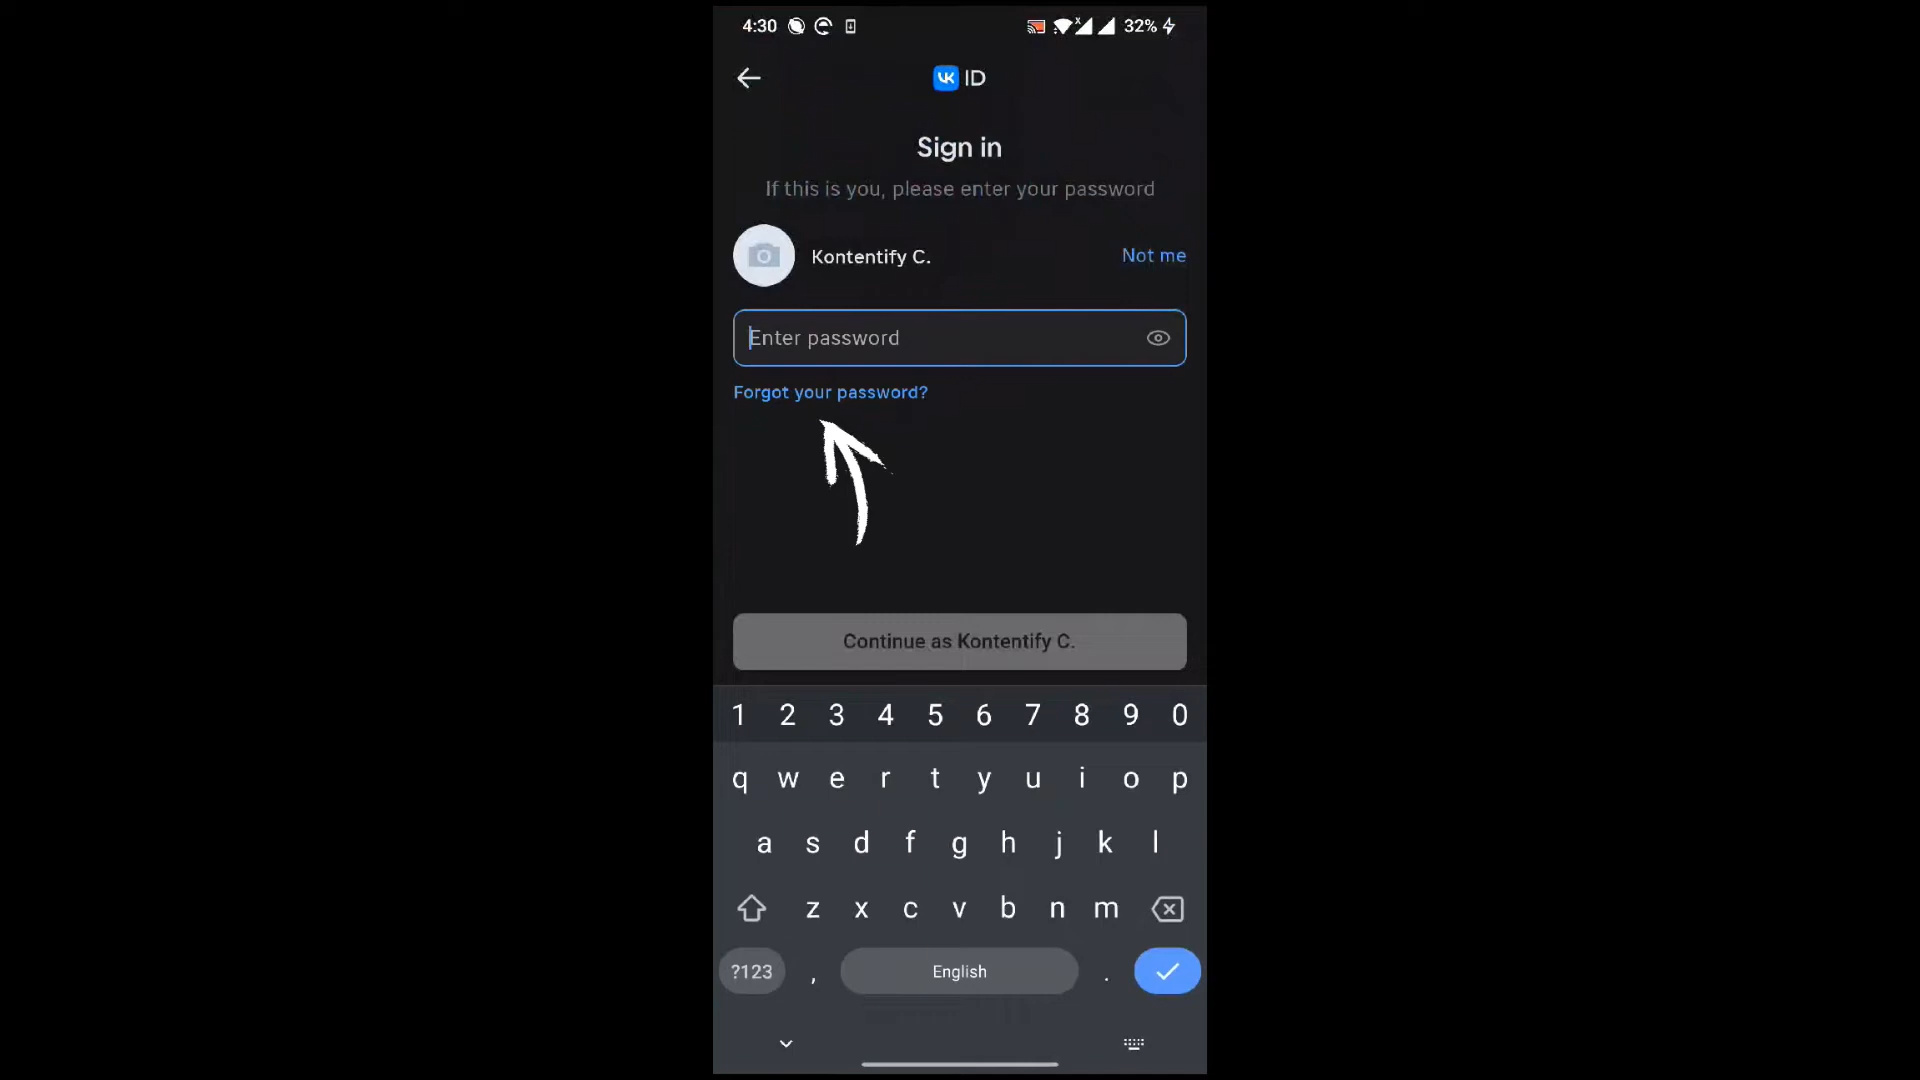 4:30 32%
VK ID
Sign in
If this is you, please enter your password
Kontentify C. Not me
Enter password
Forgot your password?
Continue as Kontentify C.
1 2 3 4 5 6 7 8 9 0
q w e r t y u i o p
a s d f g h j k l
z x c v b n m
?123 , English .